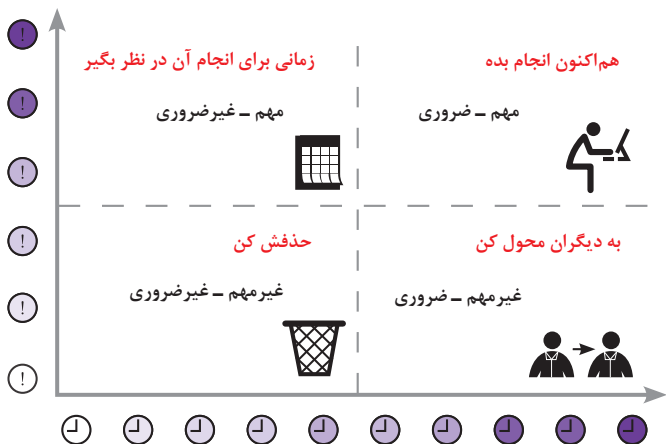 هم‌اکنون انجام بده
مهم ـ ضروری
زمانی برای انجام آن در نظر بگیر
مهم ـ غیرضروری
به دیگران محول کن
غیرمهم ـ ضروری
حذفش کن
غیرمهم ـ غیرضروری
!
!
!
!
!
!